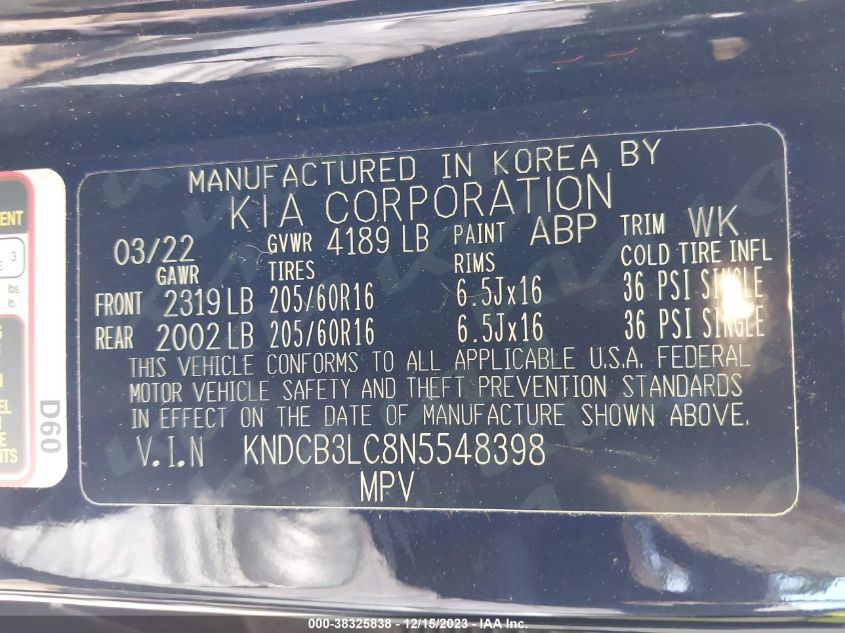 MANUFACTURED IN KOREA BY
KIA CORPORATION
03/22 GVWR 4189 LB PAINT ABP TRIM WK
GAWR TIRES RIMS COLD TIRE INFL
FRONT 2319 LB 205/60R16 6.5Jx16 36 PSI SINGLE
REAR 2002 LB 205/60R16 6.5Jx16 36 PSI SINGLE
THIS VEHICLE CONFORMS TO ALL APPLICABLE U.S.A. FEDERAL
MOTOR VEHICLE SAFETY AND THEFT PREVENTION STANDARDS
IN EFFECT ON THE DATE OF MANUFACTURE SHOWN ABOVE.
V.I.N KNDCB3LC8N5548398
MPV
3
lbs.
lb.
D60
000-38325838 - 12/15/2023 - IAA Inc.